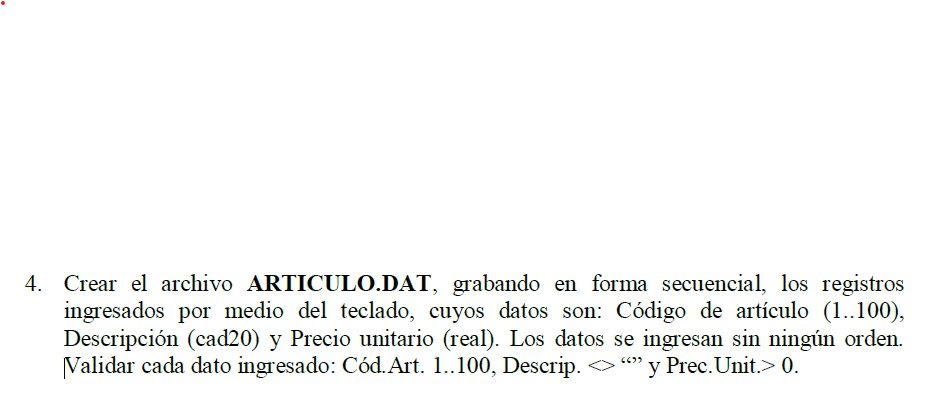 4. Crear el archivo ARTICULO.DAT, grabando en forma secuencial, los registros
ingresados por medio del teclado, cuyos datos son: Código de artículo (1..100),
Descripción (cad20) y Precio unitario (real). Los datos se ingresan sin ningún orden.
Validar cada dato ingresado: Cód.Art. 1..100, Descrip. <> “” y Prec.Unit.> 0.